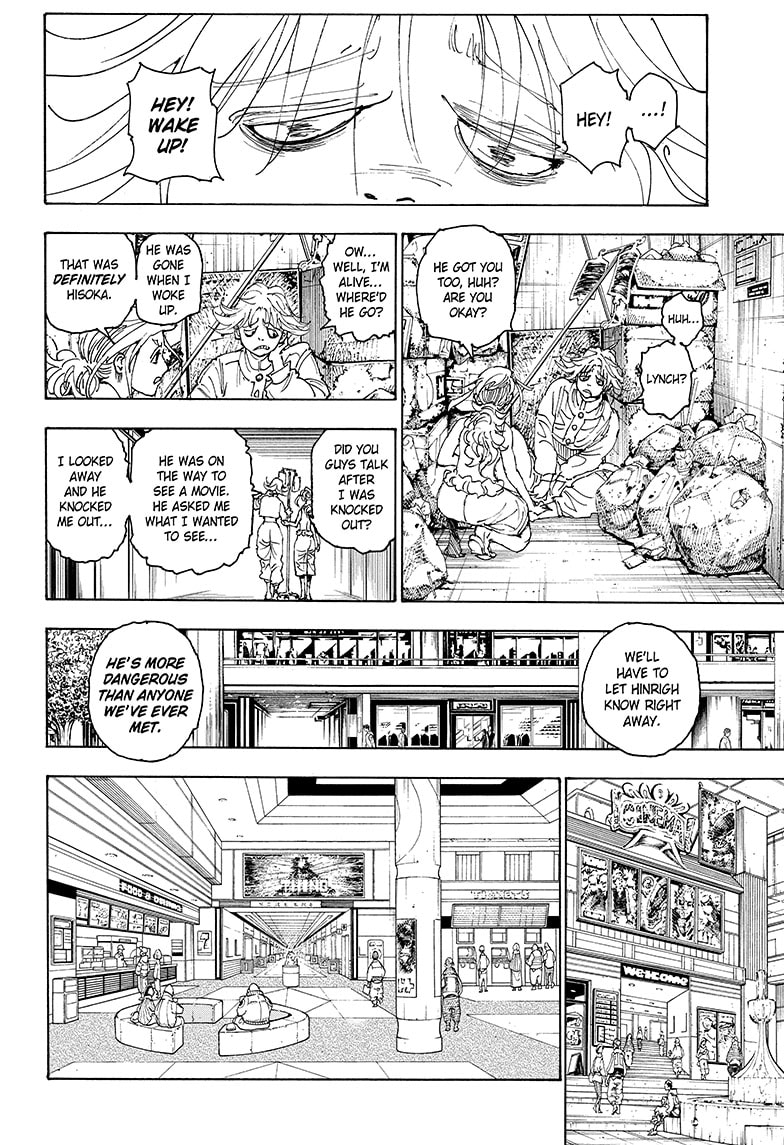 ...!
HEY!
HEY!
WAKE
UP!
HUH...
LYNCH?
HE GOT YOU
TOO, HUH?
ARE YOU
OKAY?
OW...
WELL, I'M
ALIVE...
WHERE'D
HE GO?
HE WAS
GONE
WHEN I
WOKE
UP.
THAT WAS
DEFINITELY
HISOKA.
DID YOU
GUYS TALK
AFTER
I WAS
KNOCKED
OUT?
HE WAS ON
THE WAY TO
SEE A MOVIE.
HE ASKED ME
WHAT I WANTED
TO SEE...
I LOOKED
AWAY
AND HE
KNOCKED
ME OUT...
WE'LL
HAVE TO
LET HINRIGH
KNOW RIGHT
AWAY.
HE'S MORE
DANGEROUS
THAN ANYONE
WE'VE EVER
MET.
CINEMA
WELCOME
TICKETS
FOOD & DRINKS